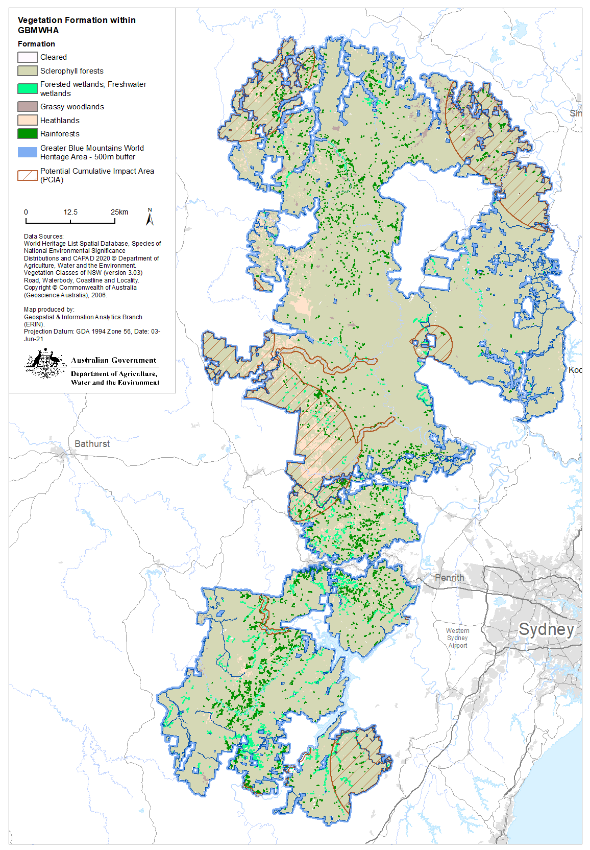 Vegetation Formation within
GBMWHA
Formation
Cleared
Sclerophyll forests
Forested wetlands, Freshwater
wetlands
Grassy woodlands
Heathlands
Rainforests
Greater Blue Mountains World
Heritage Area - 500m buffer
Potential Cumulative Impact Area
(PCIA)
0 12.5 25km
N
Data Sources:
World Heritage List Spatial Database, Species of
National Environmental Significance
Distributions and CAPAD 2020 © Department of
Agriculture, Water and the Environment.
Vegetation Classes of NSW (version 3.03)
Road, Waterbody, Coastline and Locality,
Copyright © Commonwealth of Australia
(Geoscience Australia), 2006
Map produced by:
Geospatial & Information Analytics Branch
(ERIN).
Projection Datum: GDA 1994 Zone 56, Date: 03-
Jun-21
Australian Government
Department of Agriculture,
Water and the Environment
Sin
Koo
Bathurst
Penrith
Sydney
Western
Sydney
Airport